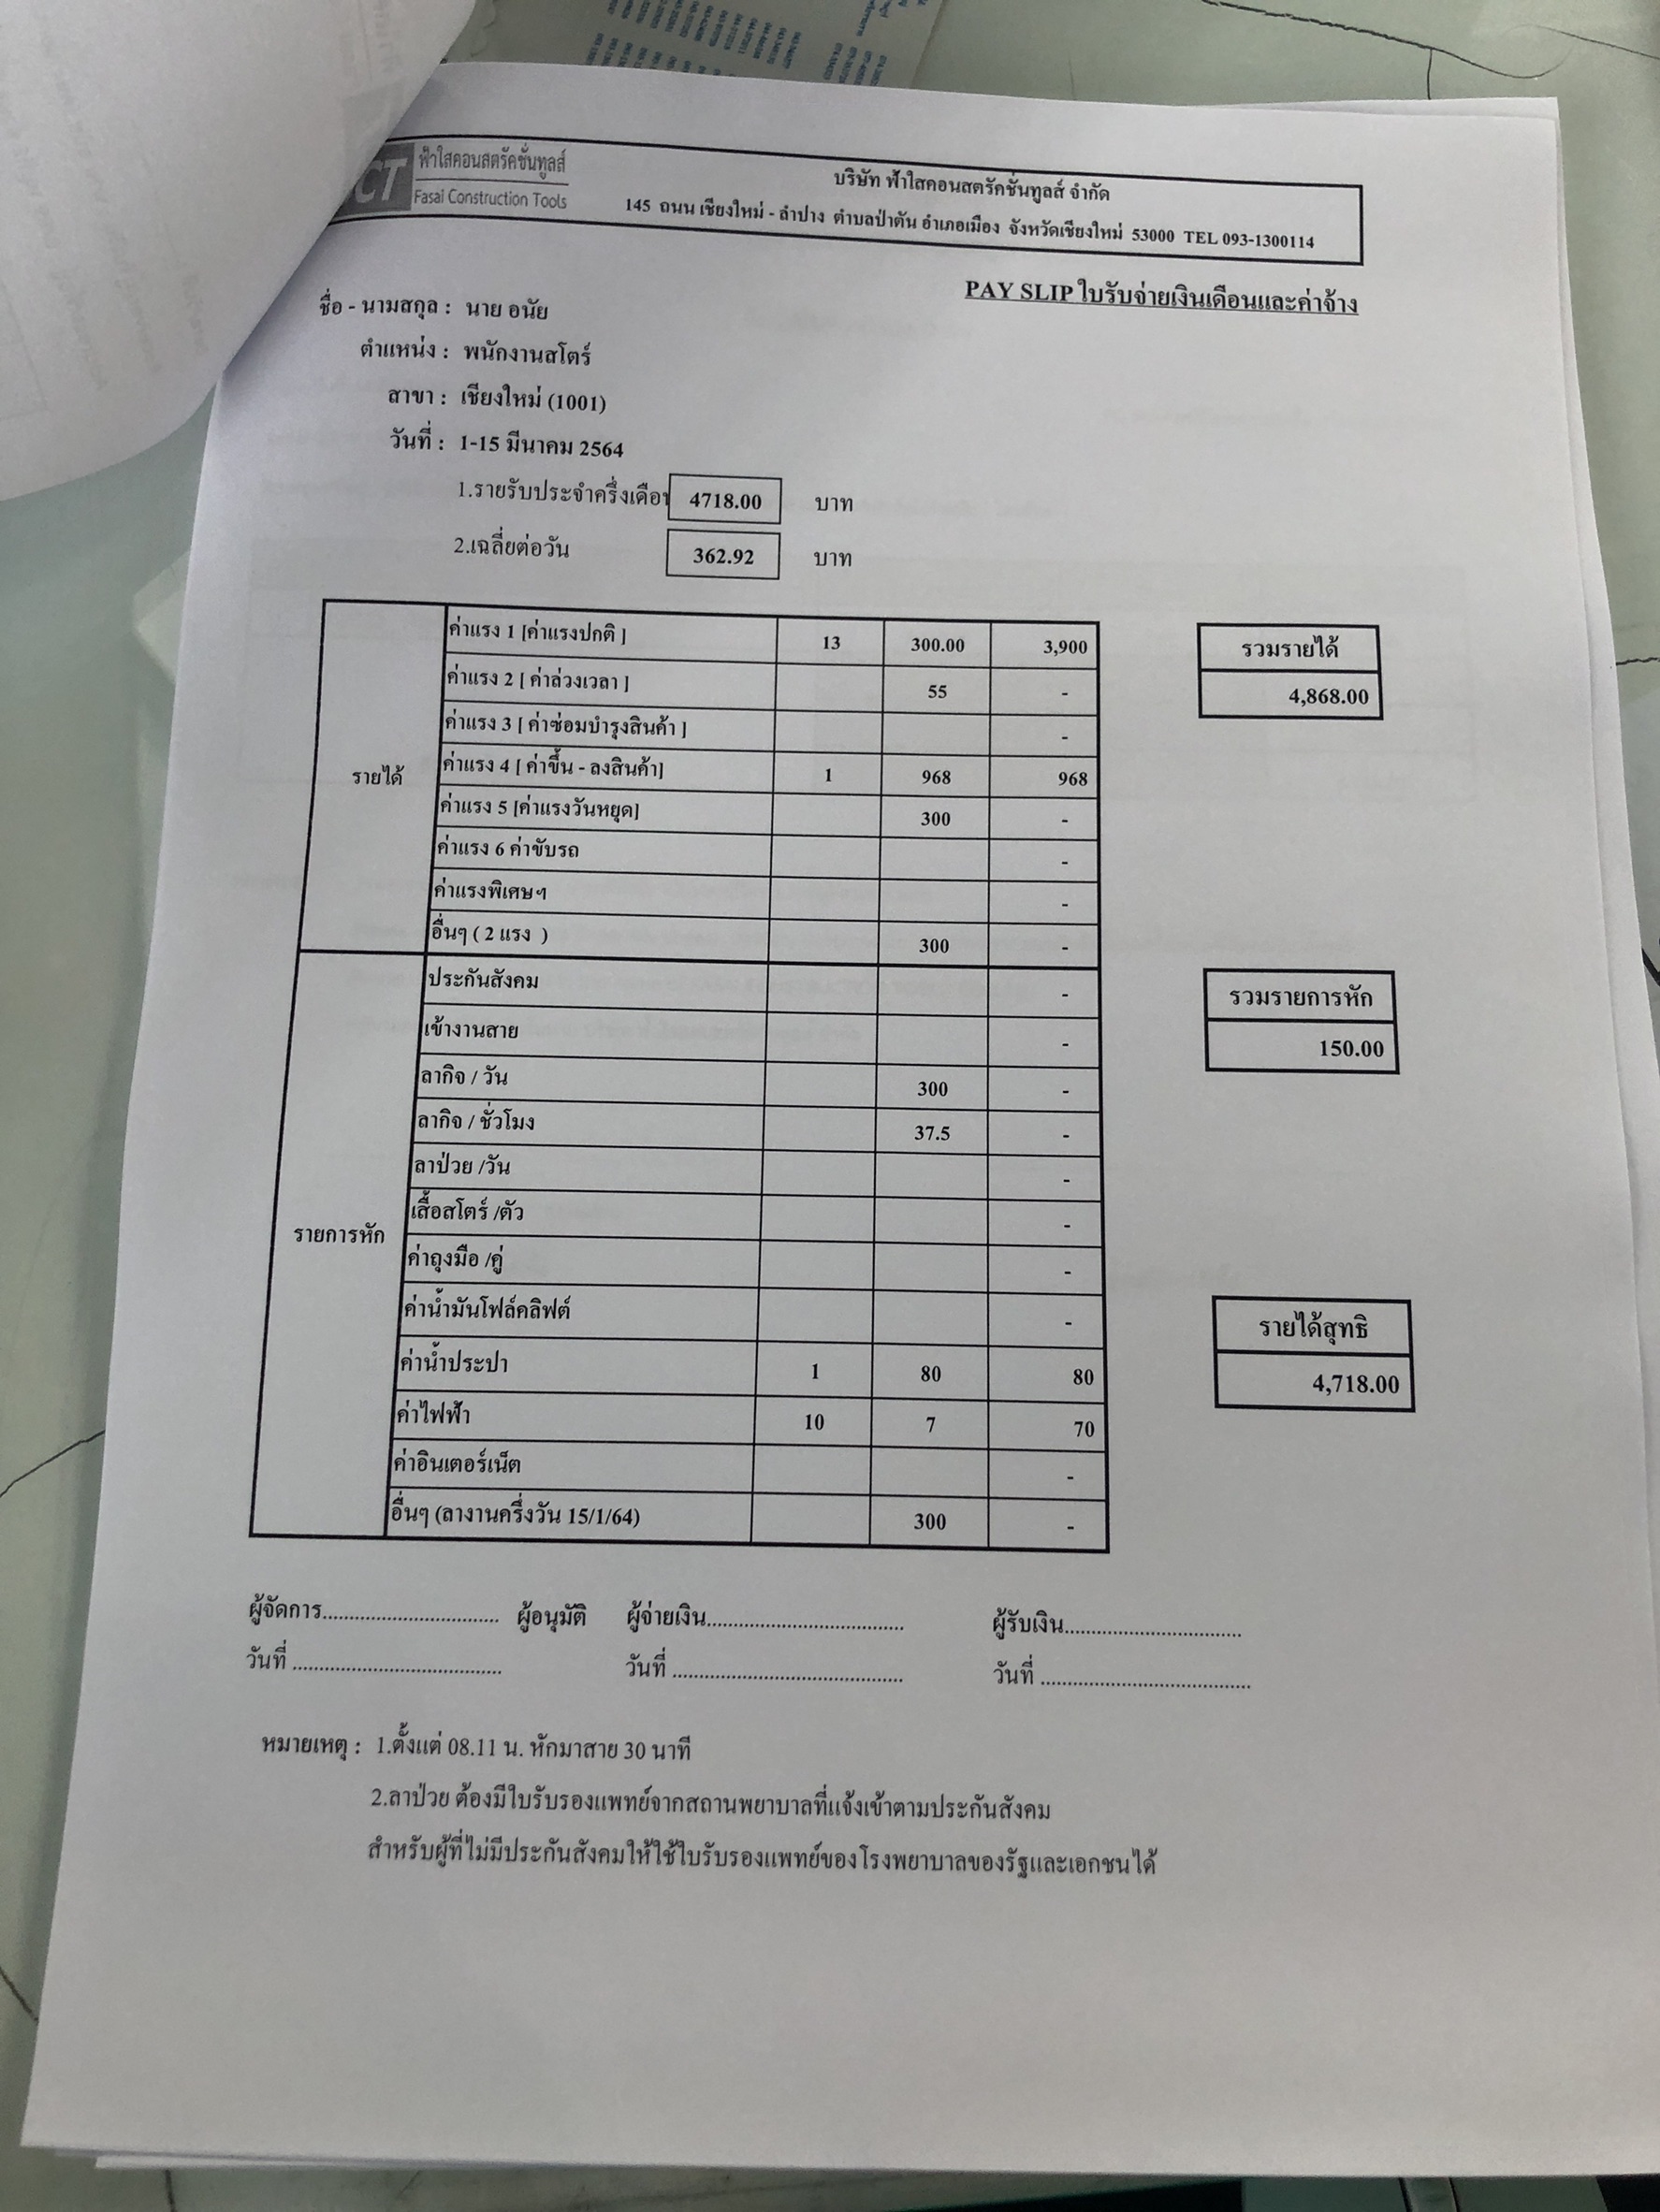 CT ฟ้าใสคอนสตรัคชั่นทูลส์
Fasai Construction Tools
บริษัท ฟ้าใสคอนสตรัคชั่นทูลส์ จำกัด
145 ถนน เชียงใหม่ - ลำปาง ตำบลป่าตัน อำเภอเมือง จังหวัดเชียงใหม่ 53000 TEL 093-1300114
PAY SLIP ใบรับจ่ายเงินเดือนและค่าจ้าง
ชื่อ - นามสกุล : นาย อนัย
ตำแหน่ง : พนักงานสโตร์
สาขา : เชียงใหม่ (1001)
วันที่ : 1-15 มีนาคม 2564
1.รายรับประจำครึ่งเดือน 4718.00 บาท
2.เฉลี่ยต่อวัน 362.92 บาท
รายได้
ค่าแรง 1 [ค่าแรงปกติ ] 13 300.00 3,900
ค่าแรง 2 [ ค่าล่วงเวลา ] 55 -
ค่าแรง 3 [ ค่าซ่อมบำรุงสินค้า ] -
ค่าแรง 4 [ ค่าขึ้น - ลงสินค้า] 1 968 968
ค่าแรง 5 [ค่าแรงวันหยุด] 300 -
ค่าแรง 6 ค่าขับรถ -
ค่าแรงพิเศษฯ -
อื่นๆ ( 2 แรง ) 300 -
รวมรายได้
4,868.00
รายการหัก
ประกันสังคม -
เข้างานสาย -
ลากิจ / วัน 300 -
ลากิจ / ชั่วโมง 37.5 -
ลาป่วย /วัน -
เสื้อสโตร์ /ตัว -
ค่าถุงมือ /คู่ -
ค่าน้ำมันโฟล์คลิฟต์ -
ค่าน้ำประปา 1 80 80
ค่าไฟฟ้า 10 7 70
ค่าอินเตอร์เน็ต -
อื่นๆ (ลางานครึ่งวัน 15/1/64) 300 -
รวมรายการหัก
150.00
รายได้สุทธิ
4,718.00
ผู้จัดการ.................................. ผู้อนุมัติ ผู้จ่ายเงิน...................................... ผู้รับเงิน..................................
วันที่ ........................................ วันที่ ............................................ วันที่ ........................................
หมายเหตุ : 1.ตั้งแต่ 08.11 น. หักมาสาย 30 นาที
2.ลาป่วย ต้องมีใบรับรองแพทย์จากสถานพยาบาลที่แจ้งเข้าตามประกันสังคม
สำหรับผู้ที่ไม่มีประกันสังคมให้ใช้ใบรับรองแพทย์ของโรงพยาบาลของรัฐและเอกชนได้